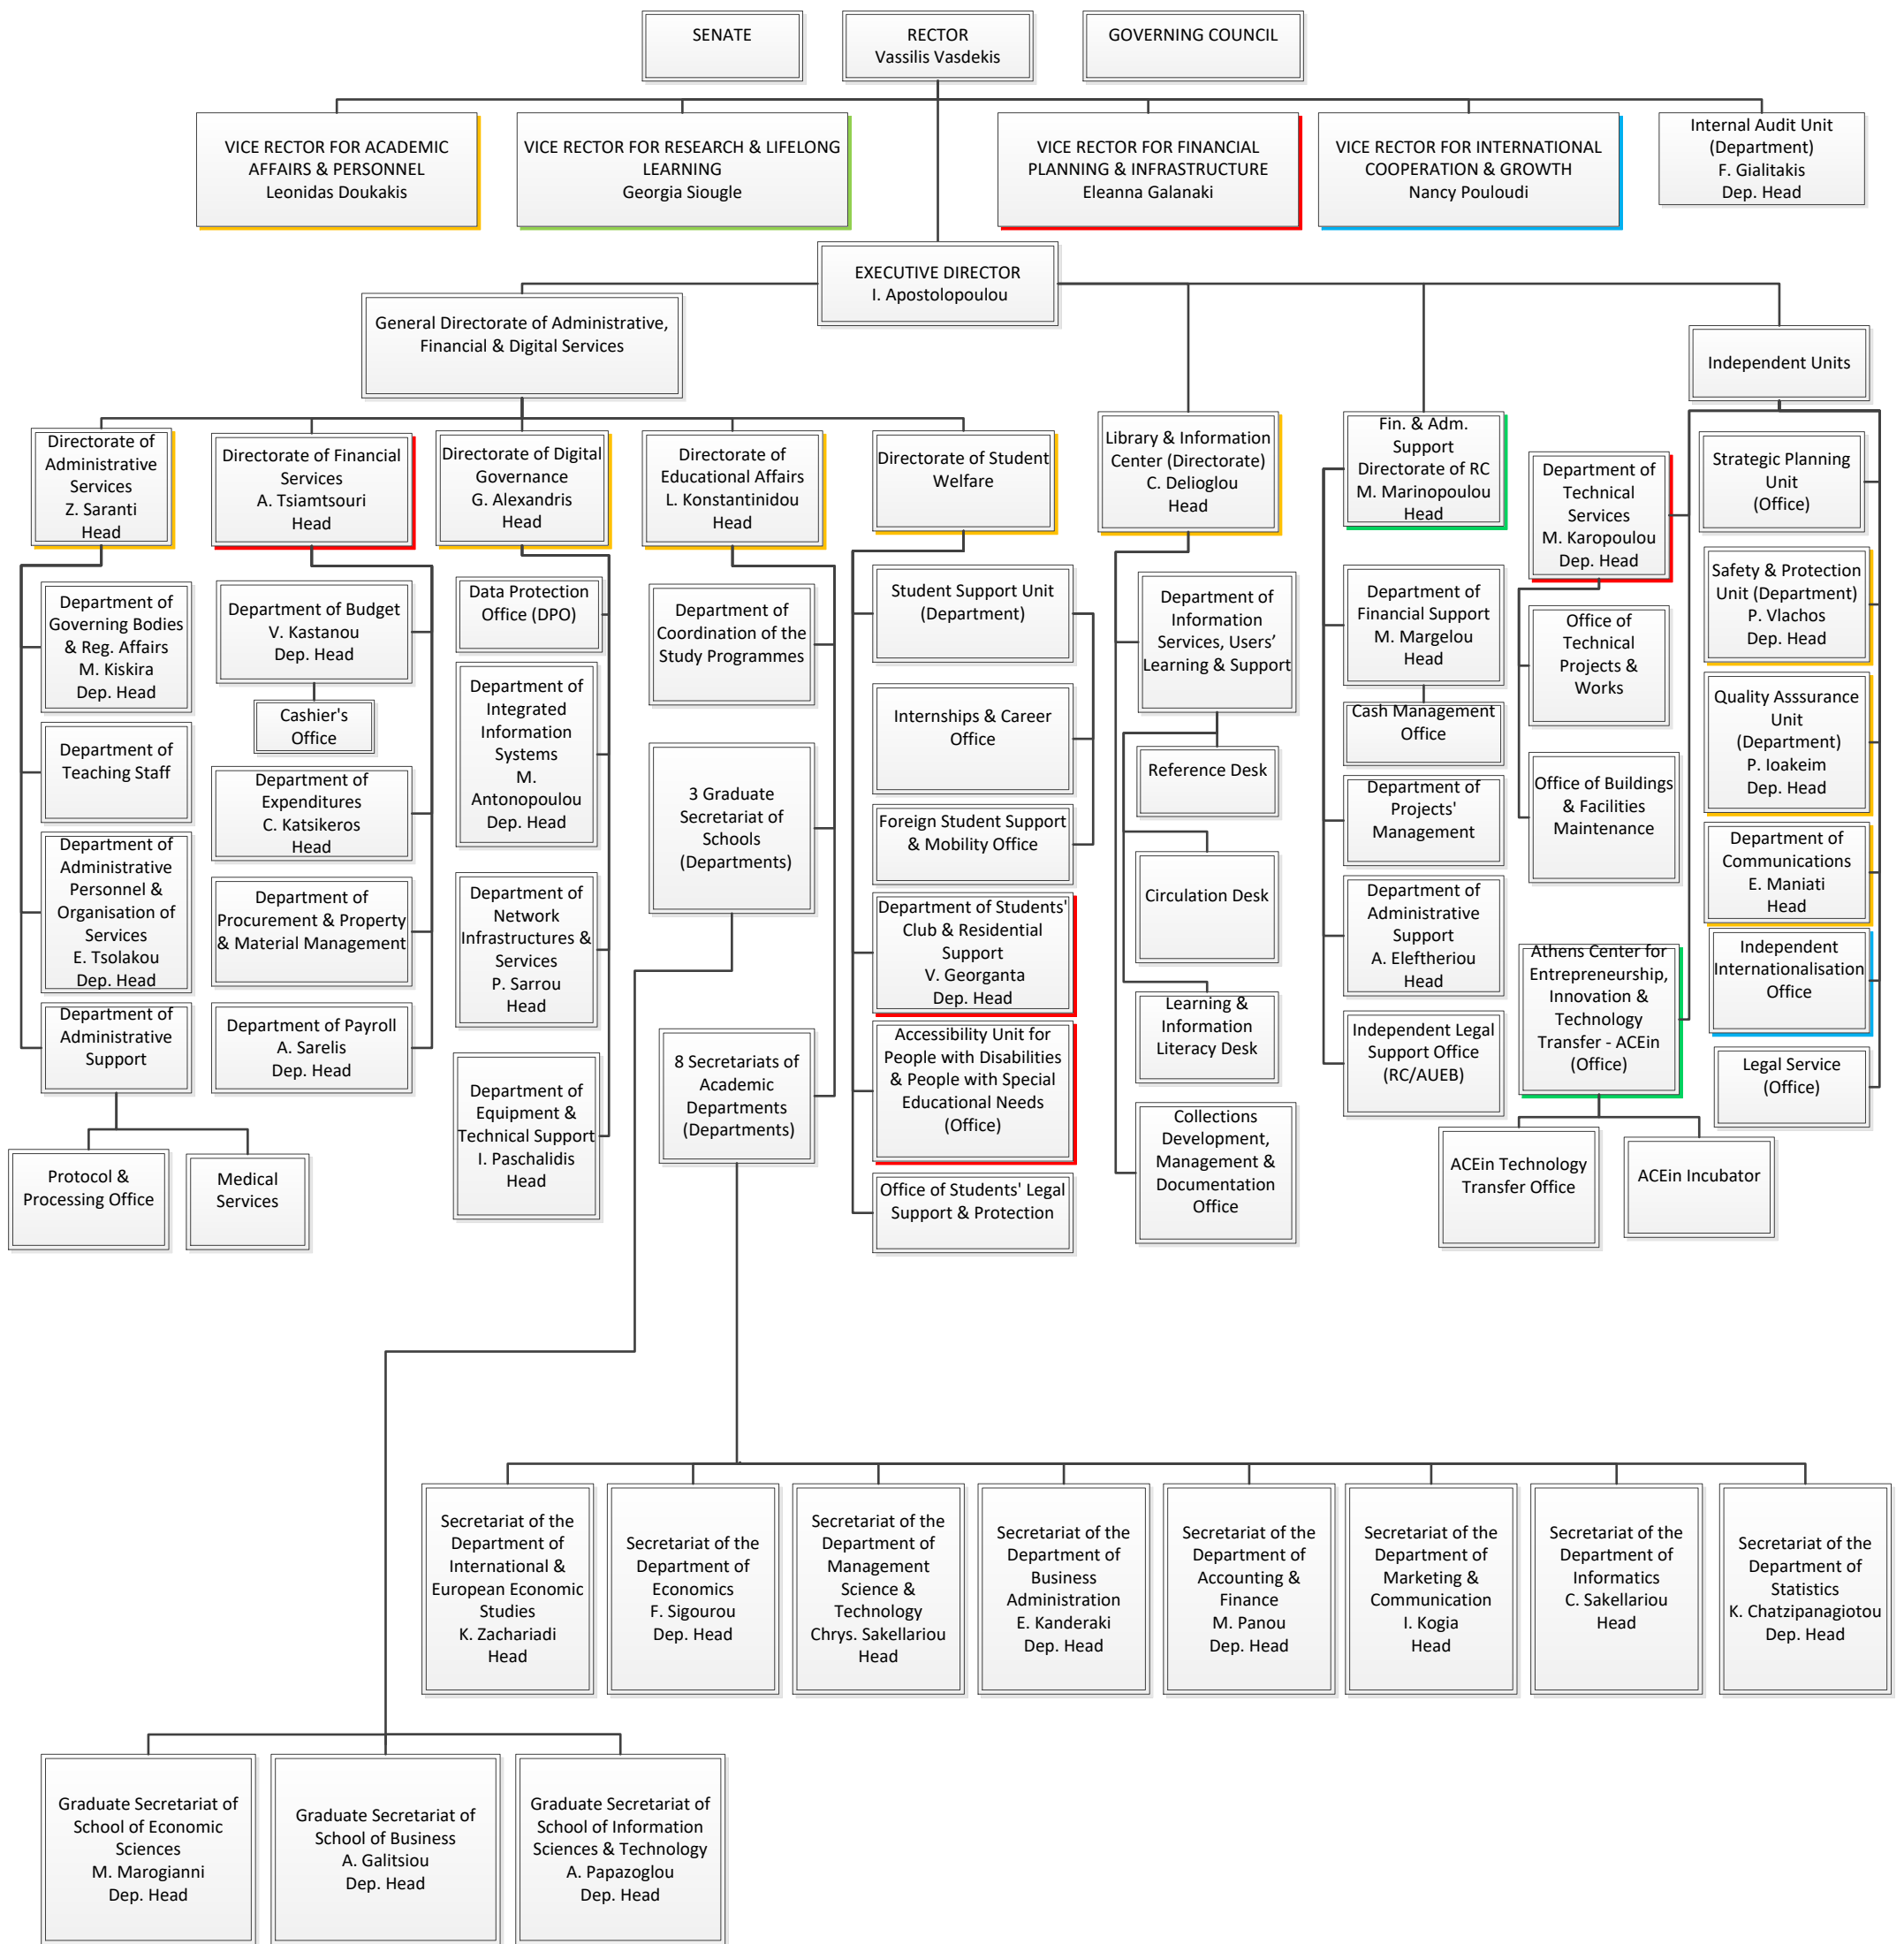 SENATE
RECTOR
Vassilis Vasdekis
GOVERNING COUNCIL
VICE RECTOR FOR ACADEMIC
AFFAIRS & PERSONNEL
Leonidas Doukakis
VICE RECTOR FOR RESEARCH & LIFELONG
LEARNING
Georgia Siougle
VICE RECTOR FOR FINANCIAL
PLANNING & INFRASTRUCTURE
Eleanna Galanaki
VICE RECTOR FOR INTERNATIONAL
COOPERATION & GROWTH
Nancy Pouloudi
Internal Audit Unit
(Department)
F. Gialitakis
Dep. Head
EXECUTIVE DIRECTOR
I. Apostolopoulou
General Directorate of Administrative,
Financial & Digital Services
Independent Units
Directorate of
Administrative
Services
Z. Saranti
Head
Directorate of Financial
Services
A. Tsiamtsouri
Head
Directorate of Digital
Governance
G. Alexandris
Head
Directorate of
Educational Affairs
L. Konstantinidou
Head
Directorate of Student
Welfare
Library & Information
Center (Directorate)
C. Delioglou
Head
Fin. & Adm.
Support
Directorate of RC
M. Marinopoulou
Head
Department of
Technical
Services
M. Karopoulou
Dep. Head
Strategic Planning
Unit
(Office)
Department of
Governing Bodies
& Reg. Affairs
M. Kiskira
Dep. Head
Department of
Teaching Staff
Department of
Administrative
Personnel &
Organisation of
Services
E. Tsolakou
Dep. Head
Department of
Administrative
Support
Protocol &
Processing Office
Medical
Services
Department of Budget
V. Kastanou
Dep. Head
Cashier's
Office
Department of
Expenditures
C. Katsikeros
Head
Department of
Procurement & Property
& Material Management
Department of Payroll
A. Sarelis
Dep. Head
Data Protection
Office (DPO)
Department of
Integrated
Information
Systems
M.
Antonopoulou
Dep. Head
Department of
Network
Infrastructures &
Services
P. Sarrou
Head
Department of
Equipment &
Technical Support
I. Paschalidis
Head
Department of
Coordination of the
Study Programmes
3 Graduate
Secretariat of
Schools
(Departments)
8 Secretariats of
Academic
Departments
(Departments)
Student Support Unit
(Department)
Internships & Career
Office
Foreign Student Support
& Mobility Office
Department of Students'
Club & Residential
Support
V. Georganta
Dep. Head
Accessibility Unit for
People with Disabilities
& People with Special
Educational Needs
(Office)
Office of Students' Legal
Support & Protection
Department of
Information
Services, Users’
Learning & Support
Reference Desk
Circulation Desk
Learning &
Information
Literacy Desk
Collections
Development,
Management &
Documentation
Office
Department of
Financial Support
M. Margelou
Head
Cash Management
Office
Department of
Projects'
Management
Department of
Administrative
Support
A. Eleftheriou
Head
Independent Legal
Support Office
(RC/AUEB)
Office of
Technical
Projects &
Works
Office of Buildings
& Facilities
Maintenance
Athens Center for
Entrepreneurship,
Innovation &
Technology
Transfer - ACEin
(Office)
ACEin Technology
Transfer Office
ACEin Incubator
Safety & Protection
Unit (Department)
P. Vlachos
Dep. Head
Quality Asssurance
Unit
(Department)
P. Ioakeim
Dep. Head
Department of
Communications
E. Maniati
Head
Independent
Internationalisation
Office
Legal Service
(Office)
Secretariat of the
Department of
International &
European Economic
Studies
K. Zachariadi
Head
Secretariat of the
Department of
Economics
F. Sigourou
Dep. Head
Secretariat of the
Department of
Management
Science &
Technology
Chrys. Sakellariou
Head
Secretariat of the
Department of
Business
Administration
E. Kanderaki
Dep. Head
Secretariat of the
Department of
Accounting &
Finance
M. Panou
Dep. Head
Secretariat of the
Department of
Marketing &
Communication
I. Kogia
Head
Secretariat of the
Department of
Informatics
C. Sakellariou
Head
Secretariat of the
Department of
Statistics
K. Chatzipanagiotou
Dep. Head
Graduate Secretariat of
School of Economic
Sciences
M. Marogianni
Dep. Head
Graduate Secretariat of
School of Business
A. Galitsiou
Dep. Head
Graduate Secretariat of
School of Information
Sciences & Technology
A. Papazoglou
Dep. Head